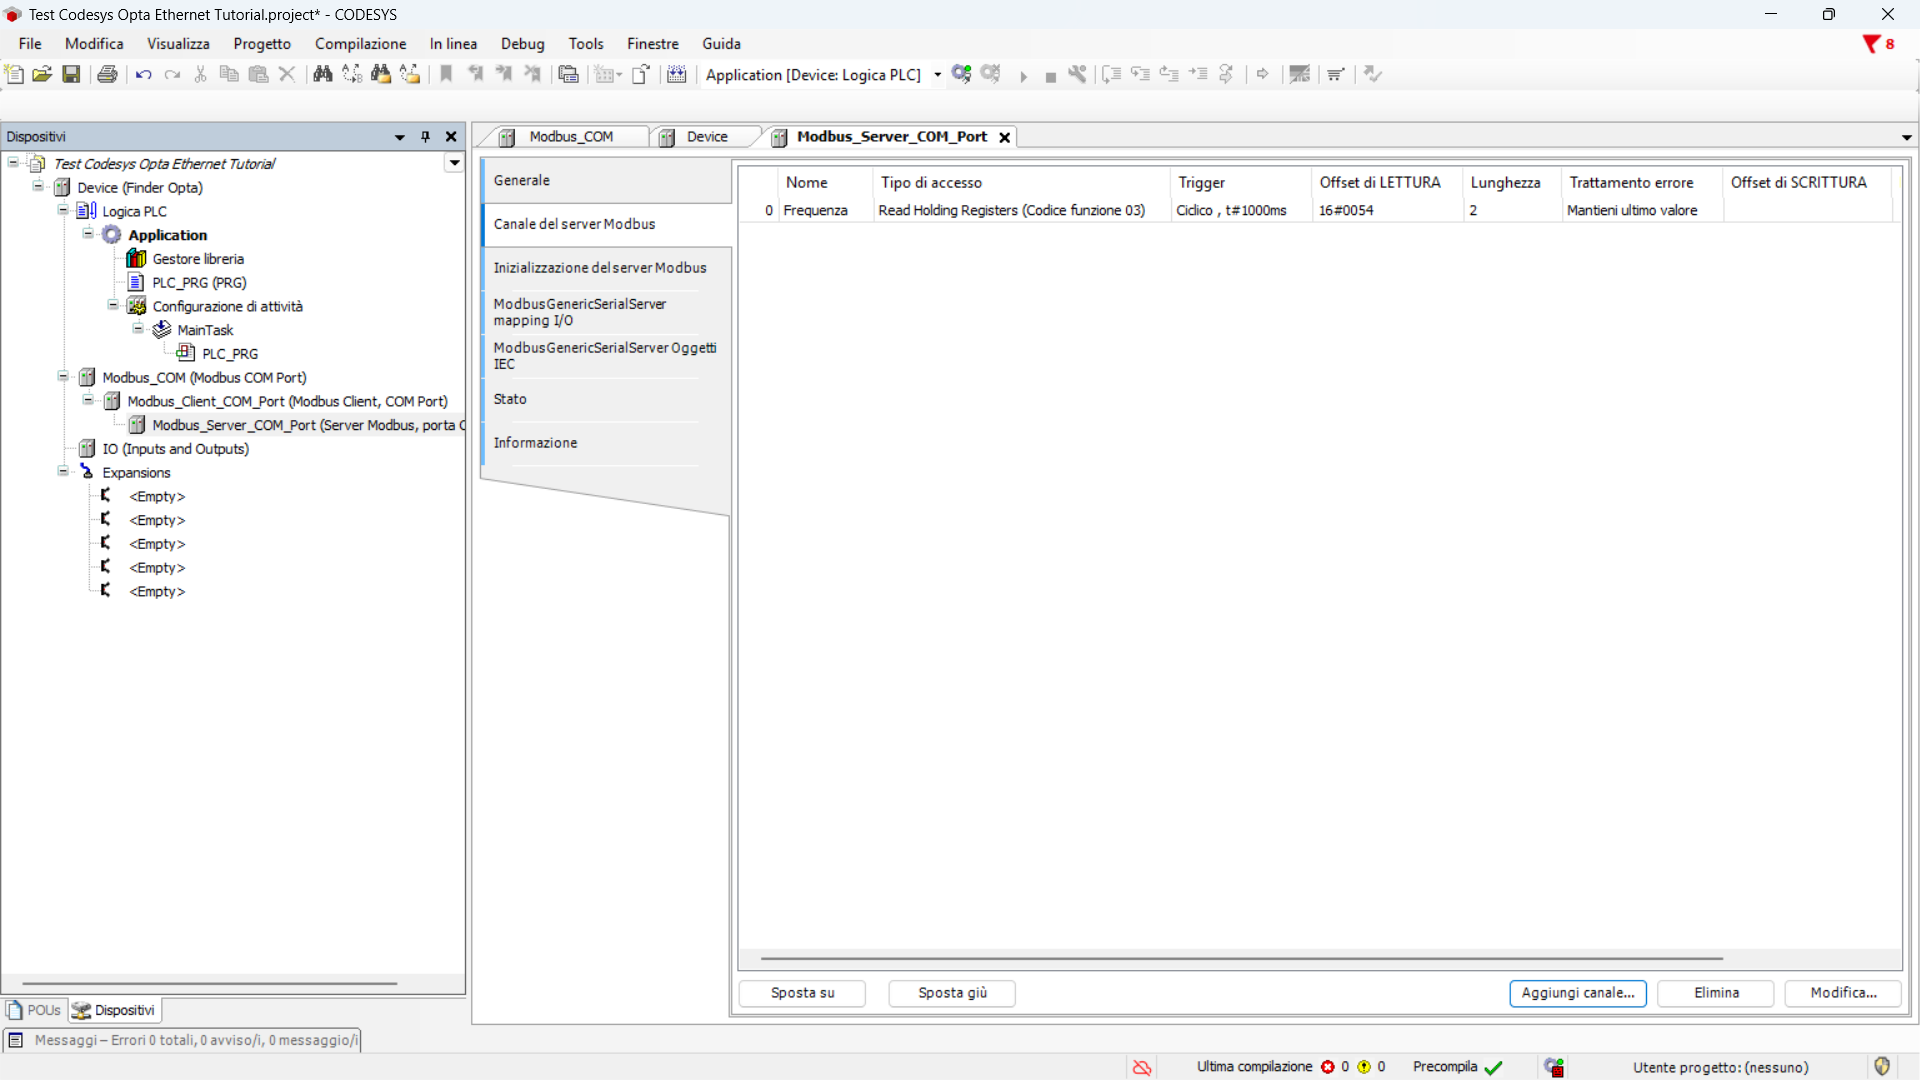 Test Codesys Opta Ethernet Tutorial.project* - CODESYS
File Modifica Visualizza Progetto Compilazione In linea Debug Tools Finestre Guida
8
Application [Device: Logica PLC]
Dispositivi
Test Codesys Opta Ethernet Tutorial
Device (Finder Opta)
Logica PLC
Application
Gestore libreria
PLC_PRG (PRG)
Configurazione di attività
MainTask
PLC_PRG
Modbus_COM (Modbus COM Port)
Modbus_Client_COM_Port (Modbus Client, COM Port)
Modbus_Server_COM_Port (Server Modbus, porta C
IO (Inputs and Outputs)
Expansions
<Empty>
<Empty>
<Empty>
<Empty>
<Empty>
POUs Dispositivi
Modbus_COM Device Modbus_Server_COM_Port
Generale
Canale del server Modbus
Inizializzazione del server Modbus
ModbusGenericSerialServer
mapping I/O
ModbusGenericSerialServer Oggetti
IEC
Stato
Informazione
Nome Tipo di accesso Trigger Offset di LETTURA Lunghezza Trattamento errore Offset di SCRITTURA
0 Frequenza Read Holding Registers (Codice funzione 03) Ciclico , t#1000ms 16#0054 2 Mantieni ultimo valore
Sposta su Sposta giù Aggiungi canale... Elimina Modifica...
Messaggi – Errori 0 totali, 0 avviso/i, 0 messaggio/i
Ultima compilazione 0 0 Precompila Utente progetto: (nessuno)